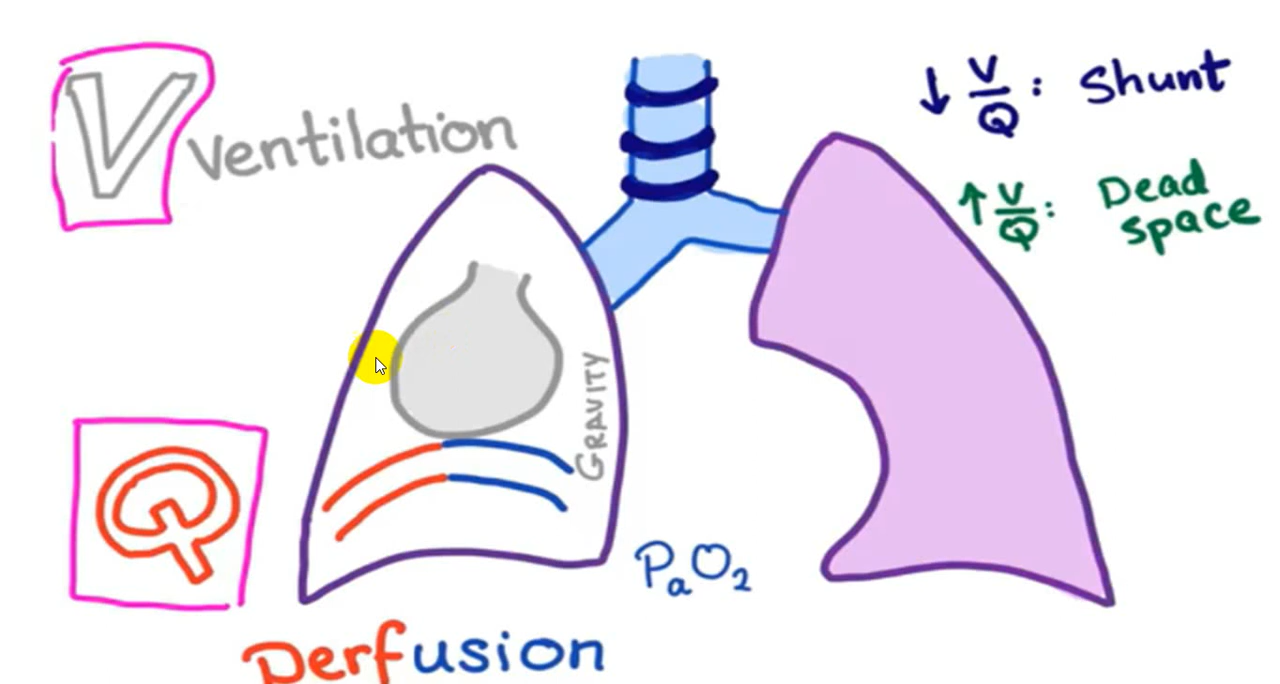 V
Ventilation
↓ V/Q : Shunt
↑ V/Q : Dead
space
GRAVITY
Q
PaO2
Perfusion